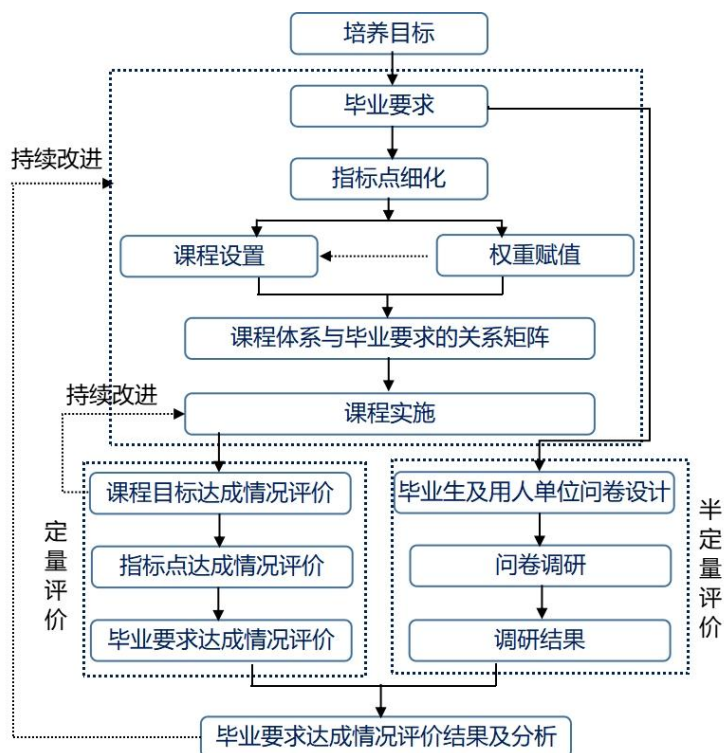 培养目标
毕业要求
持续改进
指标点细化
课程设置
权重赋值
课程体系与毕业要求的关系矩阵
持续改进
课程实施
课程目标达成情况评价
毕业生及用人单位问卷设计
定量评价
指标点达成情况评价
问卷调研
半定量评价
毕业要求达成情况评价
调研结果
毕业要求达成情况评价结果及分析